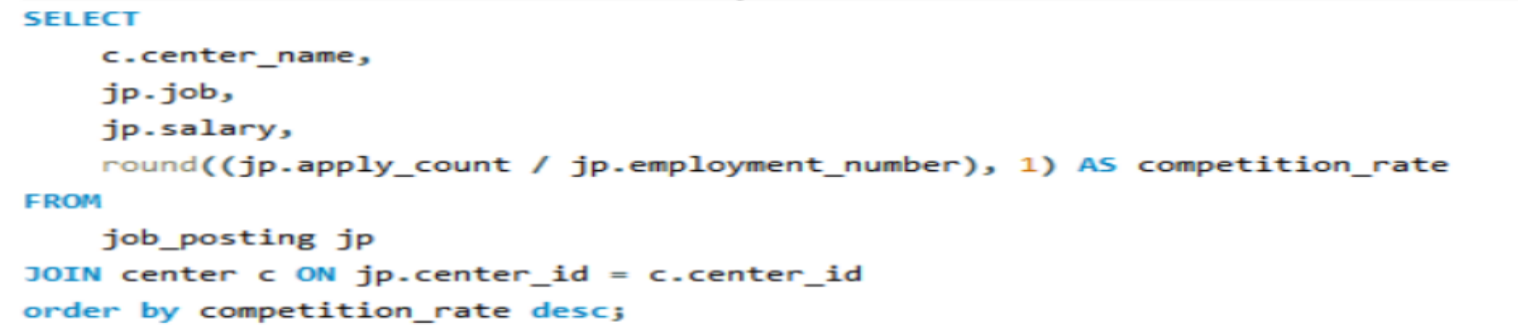 SELECT
c.center_name,
jp.job,
jp.salary,
round((jp.apply_count / jp.employment_number), 1) AS competition_rate
FROM
job_posting jp
JOIN center c ON jp.center_id = c.center_id
order by competition_rate desc;